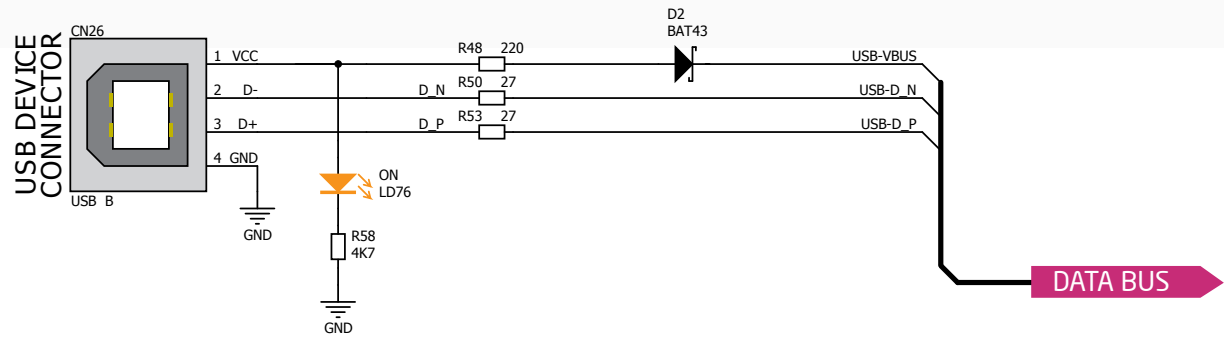 USB DEVICE
CONNECTOR
CN26
1 VCC
2 D-
3 D+
4 GND
USB B
GND
R48 220
D_N R50 27
D_P R53 27
D2
BAT43
USB-VBUS
USB-D_N
USB-D_P
ON
LD76
R58
4K7
GND
DATA BUS